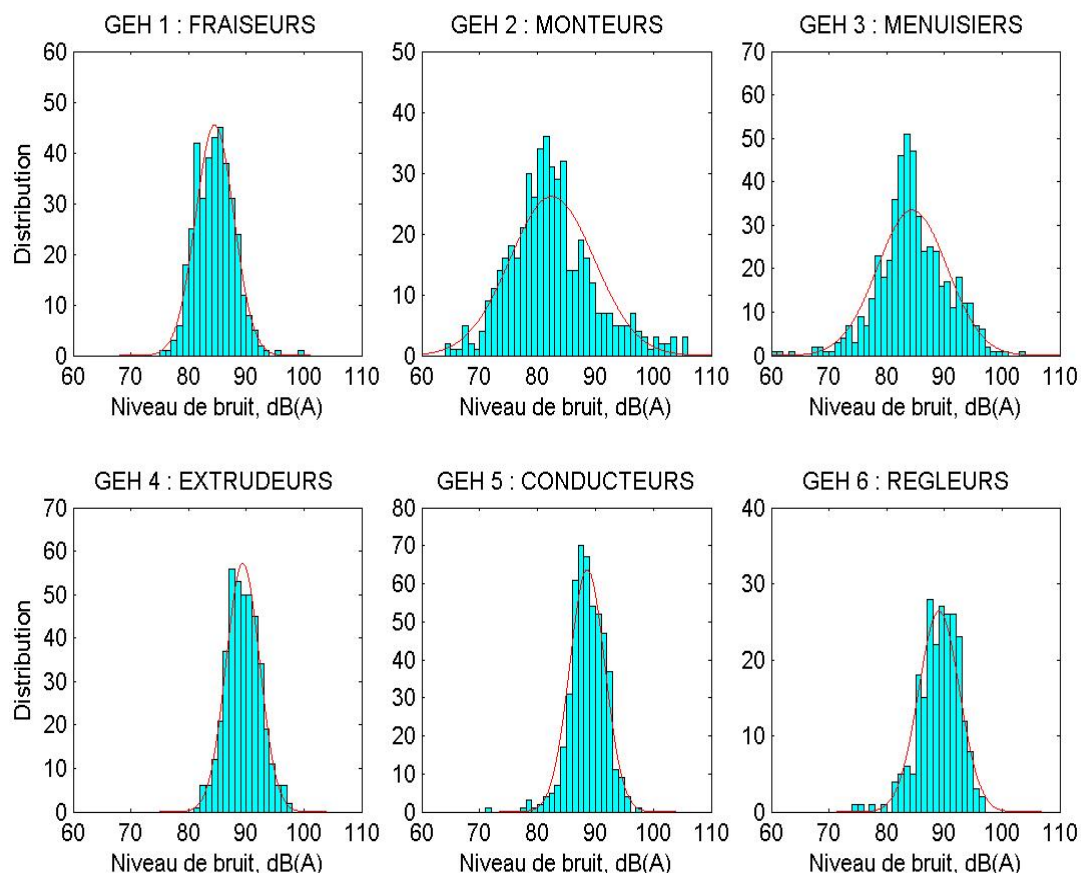 GEH 1 : FRAISEURS
GEH 2 : MONTEURS
GEH 3 : MENUISIERS
60
50
40
30
20
10
0
Distribution
60 70 80 90 100 110
Niveau de bruit, dB(A)
50
40
30
20
10
0
60 70 80 90 100 110
Niveau de bruit, dB(A)
70
60
50
40
30
20
10
0
60 70 80 90 100 110
Niveau de bruit, dB(A)
GEH 4 : EXTRUDEURS
GEH 5 : CONDUCTEURS
GEH 6 : REGLEURS
70
60
50
40
30
20
10
0
Distribution
60 70 80 90 100 110
Niveau de bruit, dB(A)
80
70
60
50
40
30
20
10
0
60 70 80 90 100 110
Niveau de bruit, dB(A)
40
30
20
10
0
60 70 80 90 100 110
Niveau de bruit, dB(A)